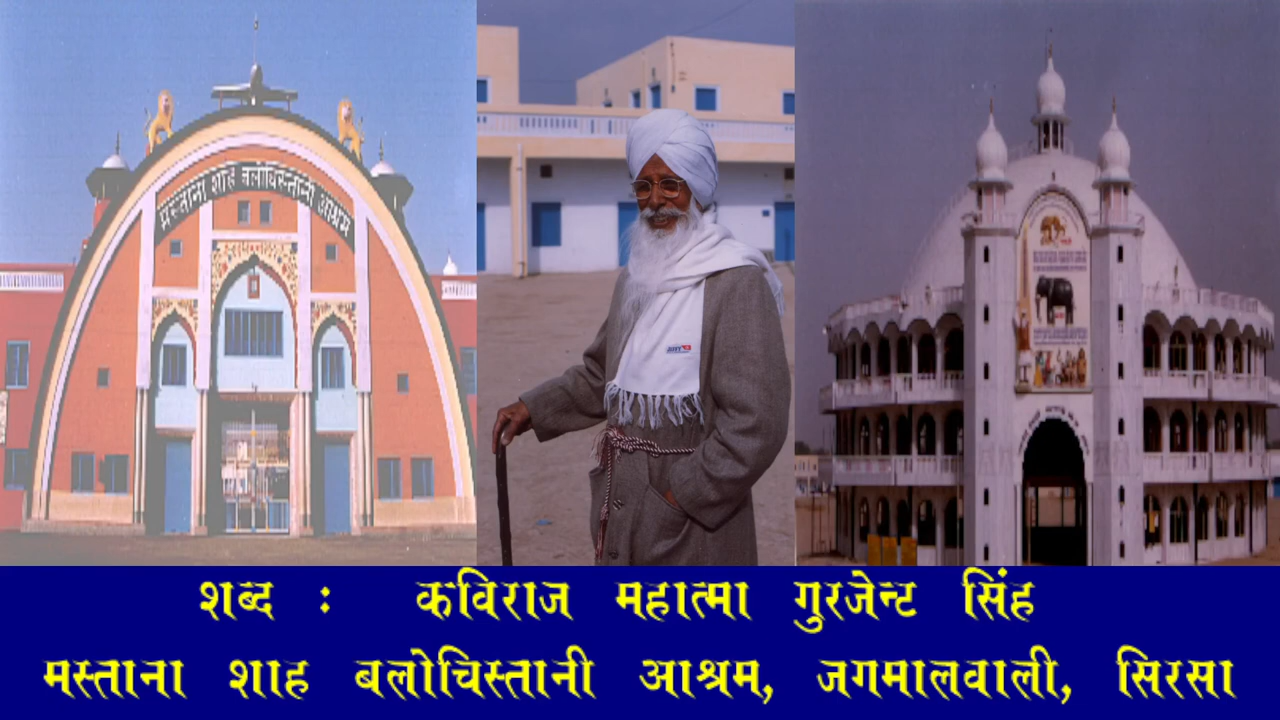 मस्ताना शाह बलोचिस्तानी आश्रम
शब्द : कविराज महात्मा गुरजेन्ट सिंह
मस्ताना शाह बलोचिस्तानी आश्रम, जगमालवाली, सिरसा